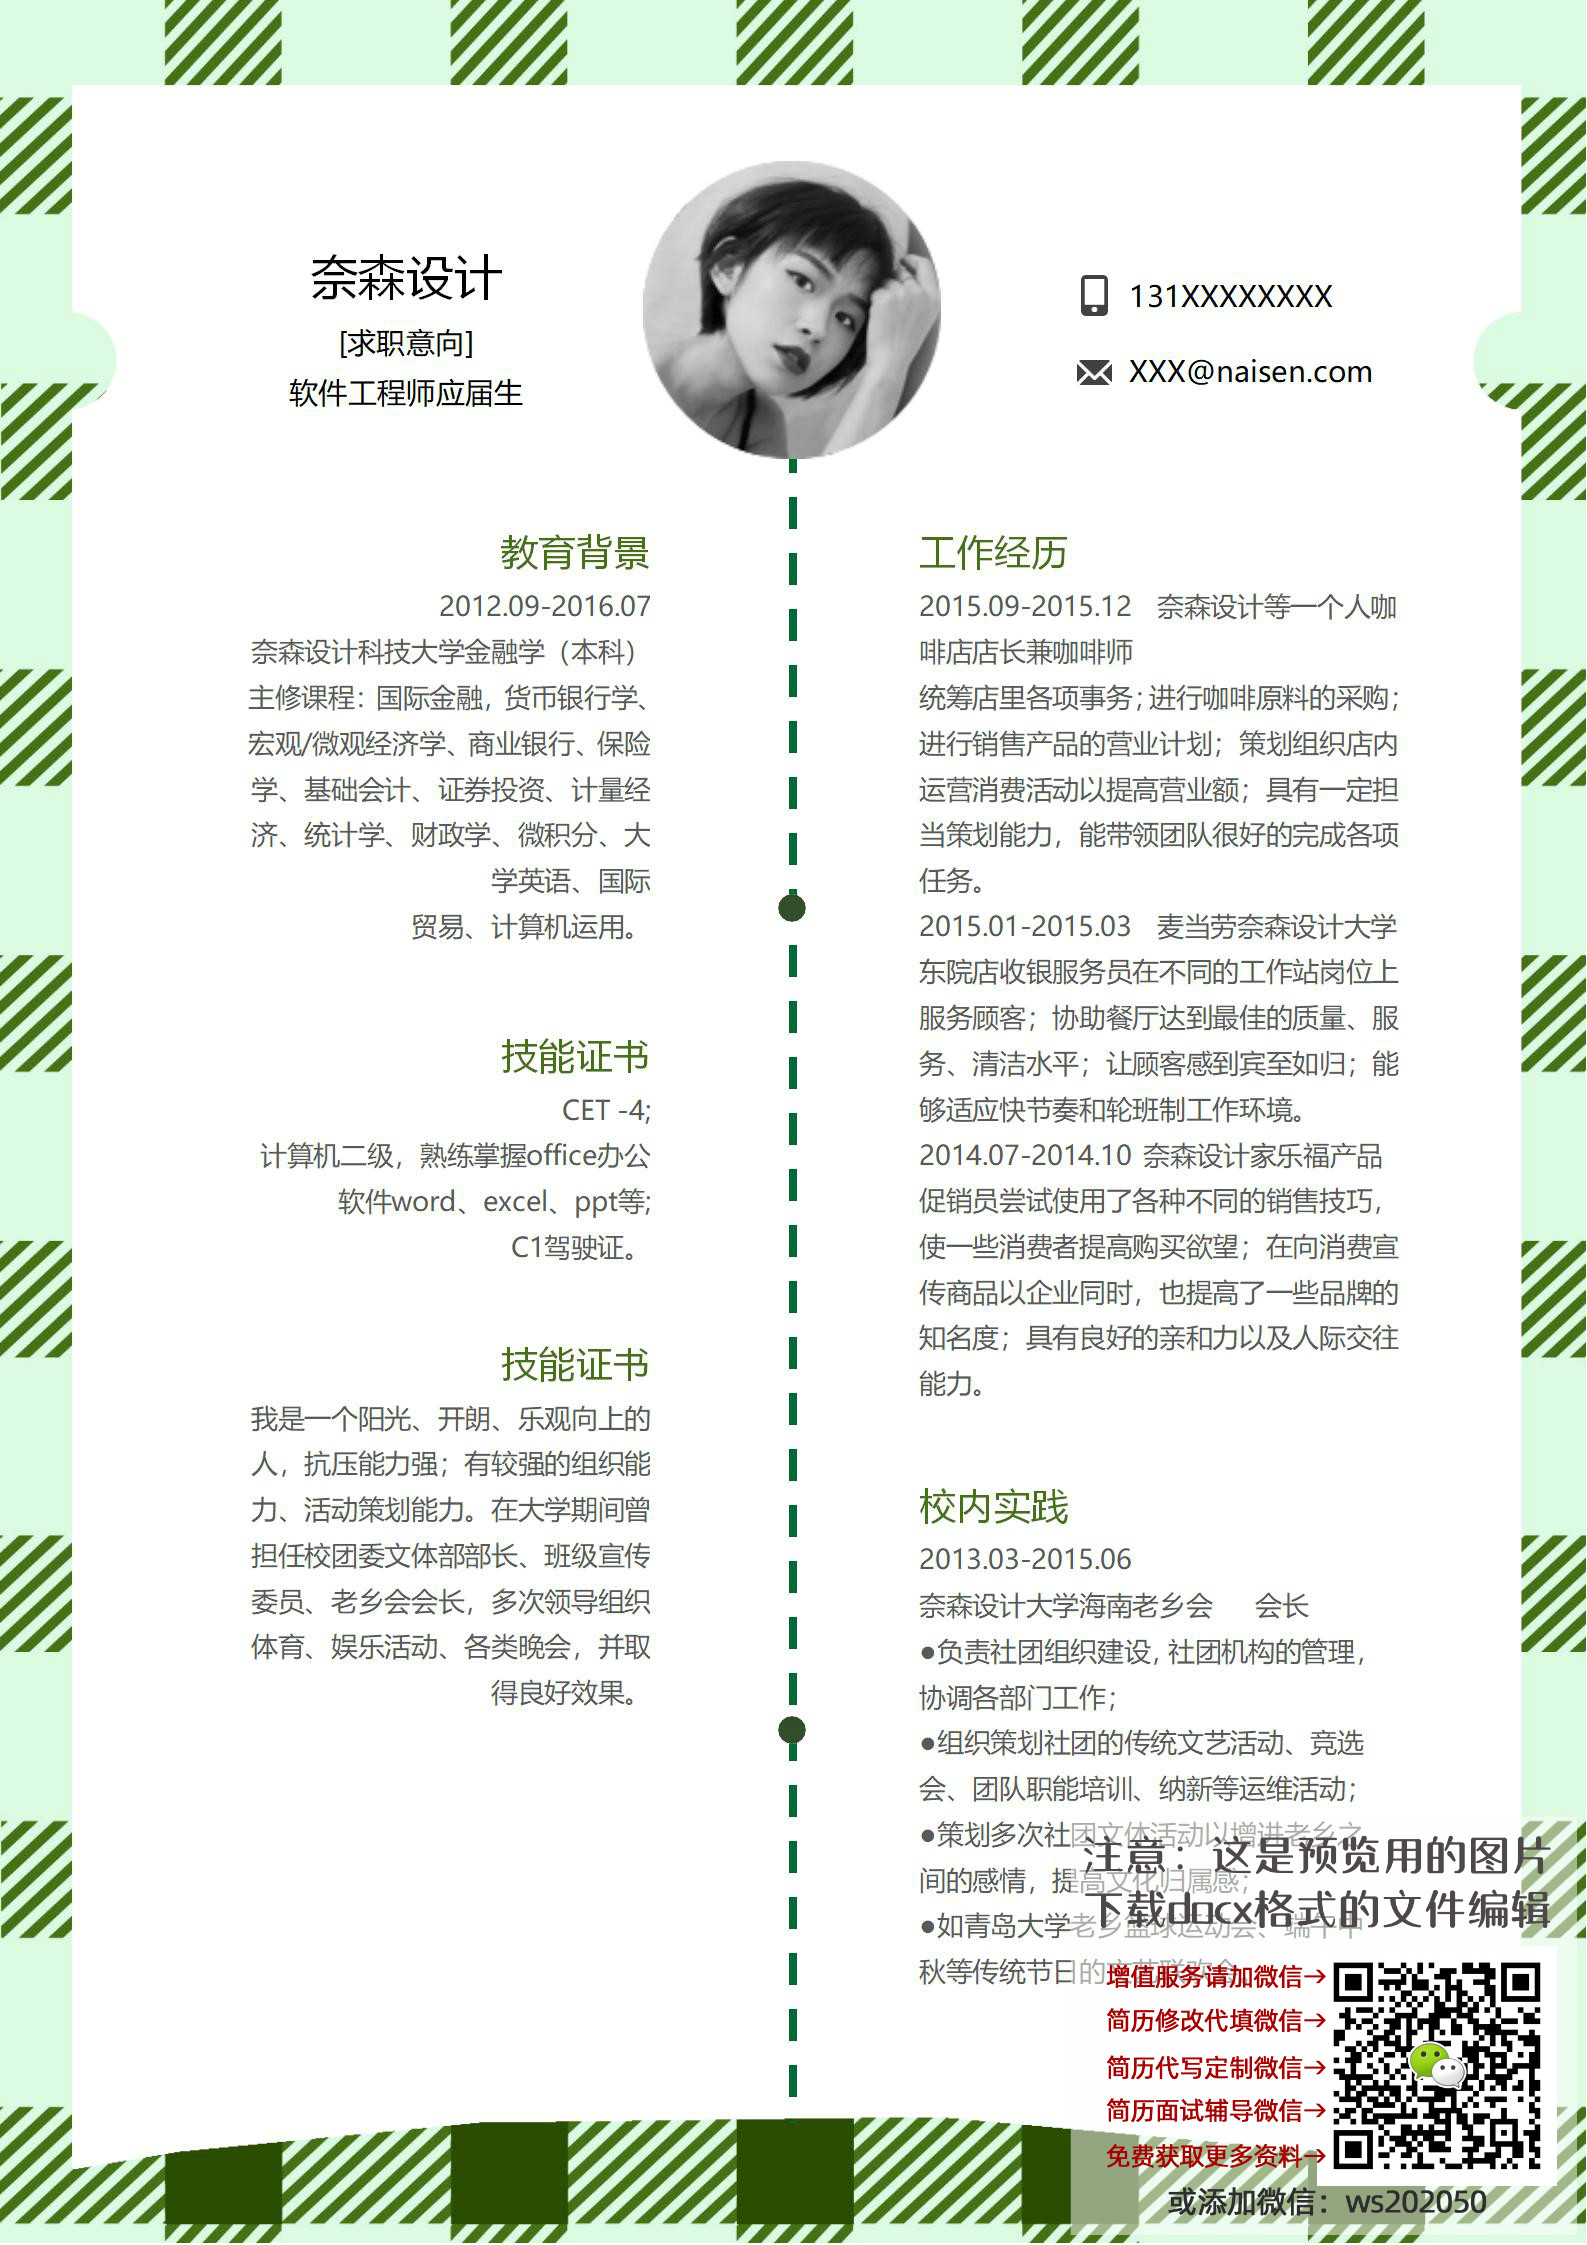 奈森设计
[求职意向]
软件工程师应届生
131XXXXXXXX
XXX@naisen.com
教育背景
2012.09-2016.07
奈森设计科技大学金融学（本科）
主修课程：国际金融，货币银行学、
宏观/微观经济学、商业银行、保险
学、基础会计、证券投资、计量经
济、统计学、财政学、微积分、大
学英语、国际
贸易、计算机运用。
技能证书
CET -4;
计算机二级，熟练掌握office办公
软件word、excel、ppt等;
C1驾驶证。
技能证书
我是一个阳光、开朗、乐观向上的
人，抗压能力强；有较强的组织能
力、活动策划能力。在大学期间曾
担任校团委文体部部长、班级宣传
委员、老乡会会长，多次领导组织
体育、娱乐活动、各类晚会，并取
得良好效果。
工作经历
2015.09-2015.12 奈森设计等一个人咖
啡店店长兼咖啡师
统筹店里各项事务；进行咖啡原料的采购；
进行销售产品的营业计划；策划组织店内
运营消费活动以提高营业额；具有一定担
当策划能力，能带领团队很好的完成各项
任务。
2015.01-2015.03 麦当劳奈森设计大学
东院店收银服务员在不同的工作站岗位上
服务顾客；协助餐厅达到最佳的质量、服
务、清洁水平；让顾客感到宾至如归；能
够适应快节奏和轮班制工作环境。
2014.07-2014.10 奈森设计家乐福产品
促销员尝试使用了各种不同的销售技巧，
使一些消费者提高购买欲望；在向消费宣
传商品以企业同时，也提高了一些品牌的
知名度；具有良好的亲和力以及人际交往
能力。
校内实践
2013.03-2015.06
奈森设计大学海南老乡会 会长
●负责社团组织建设，社团机构的管理，
协调各部门工作；
●组织策划社团的传统文艺活动、竞选
会、团队职能培训、纳新等运维活动；
●策划多次社团文体活动以增进老乡之
间的感情，提高文化归属感；
●如青岛大学老乡篮球运动会、端午中
秋等传统节日的文艺联欢会。
注意：这是预览用的图片
下载docx格式的文件编辑
增值服务请加微信→
简历修改代填微信→
简历代写定制微信→
简历面试辅导微信→
免费获取更多资料→
或添加微信：ws202050